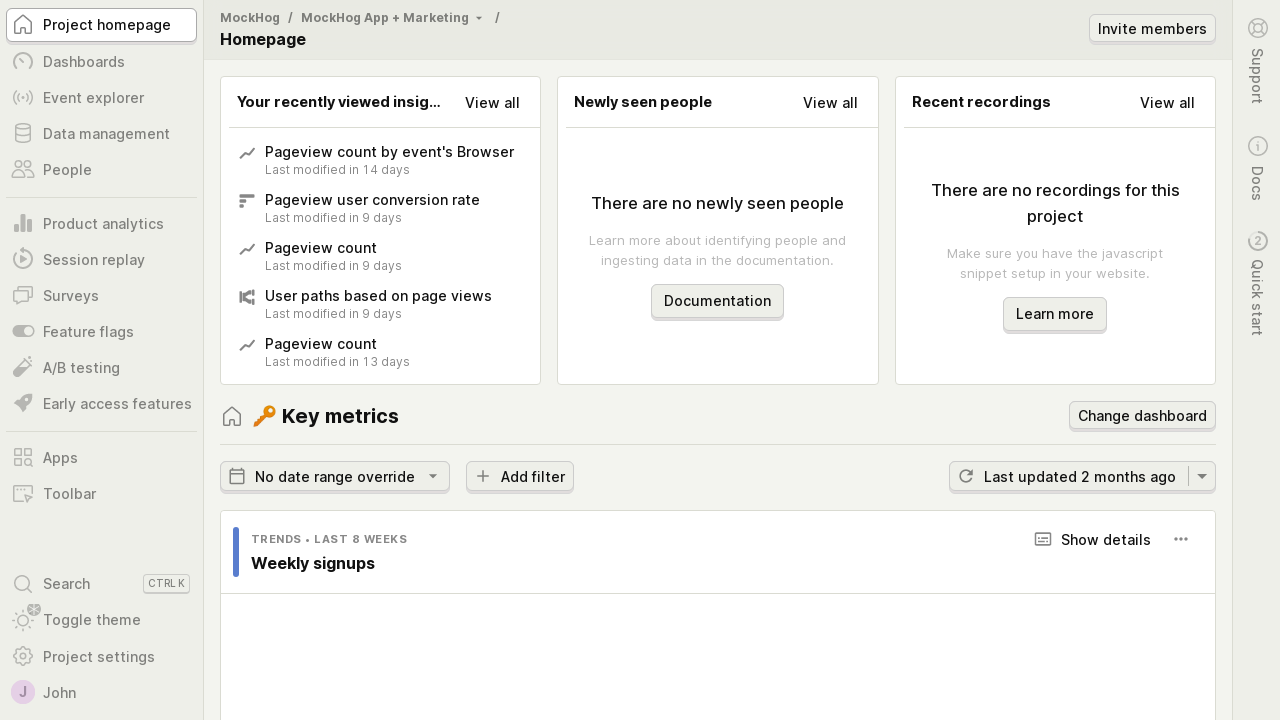 Project homepage
Dashboards
Event explorer
Data management
People
Product analytics
Session replay
Surveys
Feature flags
A/B testing
Early access features
Apps
Toolbar
Search CTRL K
Toggle theme
Project settings
J John
MockHog / MockHog App + Marketing /
Homepage
Invite members
Your recently viewed insig... View all
Pageview count by event's Browser
Last modified in 14 days
Pageview user conversion rate
Last modified in 9 days
Pageview count
Last modified in 9 days
User paths based on page views
Last modified in 9 days
Pageview count
Last modified in 13 days
Newly seen people View all
There are no newly seen people
Learn more about identifying people and
ingesting data in the documentation.
Documentation
Recent recordings View all
There are no recordings for this
project
Make sure you have the javascript
snippet setup in your website.
Learn more
🔑 Key metrics
Change dashboard
No date range override
Add filter
Last updated 2 months ago
TRENDS • LAST 8 WEEKS
Weekly signups
Show details
Support
Docs
2
Quick start